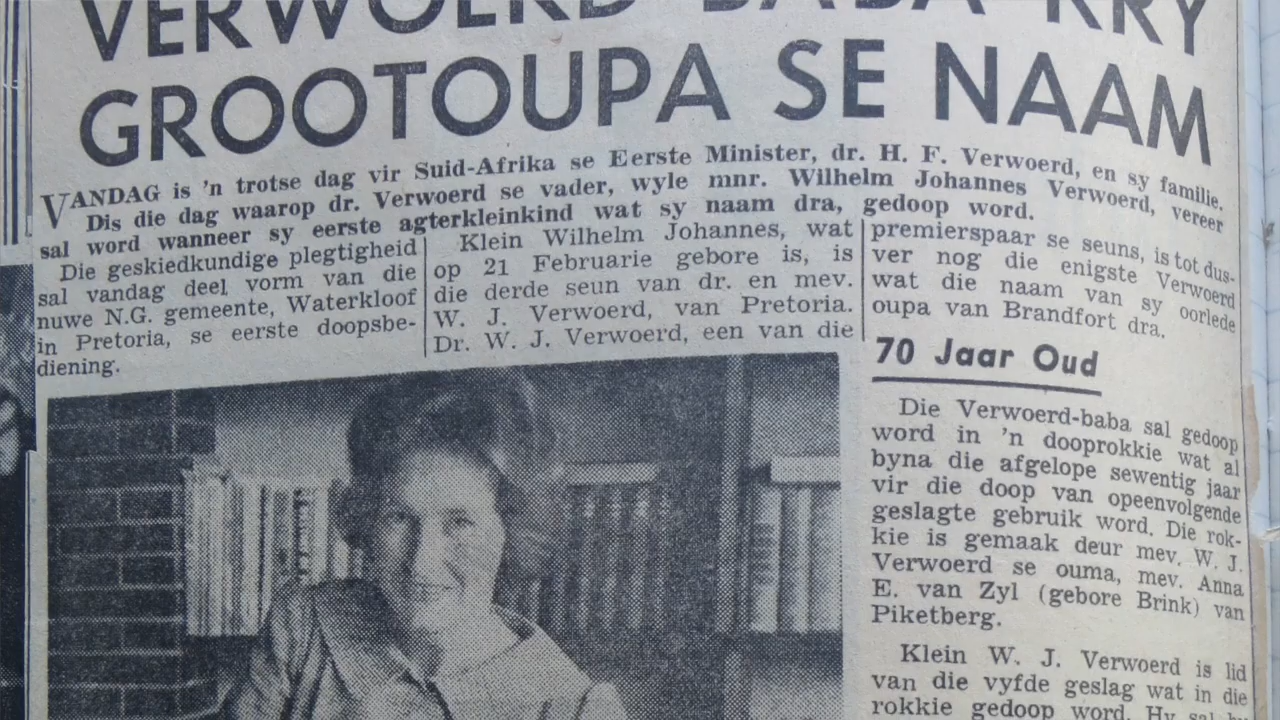 VERWOERD-BABA KRY
GROOTOUPA SE NAAM
VANDAG is 'n trotse dag vir Suid-Afrika se Eerste Minister, dr. H. F. Verwoerd, en sy familie.
Dis die dag waarop dr. Verwoerd se vader, wyle mnr. Wilhelm Johannes Verwoerd, vereer
sal word wanneer sy eerste agterkleinkind wat sy naam dra, gedoop word.
Die geskiedkundige plegtigheid
sal vandag deel vorm van die
nuwe N.G. gemeente, Waterkloof
in Pretoria, se eerste doopsbe-
diening.
Klein Wilhelm Johannes, wat
op 21 Februarie gebore is, is
die derde seun van dr. en mev.
W. J. Verwoerd, van Pretoria.
Dr. W. J. Verwoerd, een van die
premierspaar se seuns, is tot dus-
ver nog die enigste Verwoerd
wat die naam van sy oorlede
oupa van Brandfort dra.
70 Jaar Oud
Die Verwoerd-baba sal gedoop
word in 'n dooprokkie wat al
byna die afgelope sewentig jaar
vir die doop van opeenvolgende
geslagte gebruik word. Die rok-
kie is gemaak deur mev. W. J.
Verwoerd se ouma, mev. Anna
E. van Zyl (gebore Brink) van
Piketberg.
Klein W. J. Verwoerd is lid
van die vyfde geslag wat in die
rokkie gedoop word. Hy